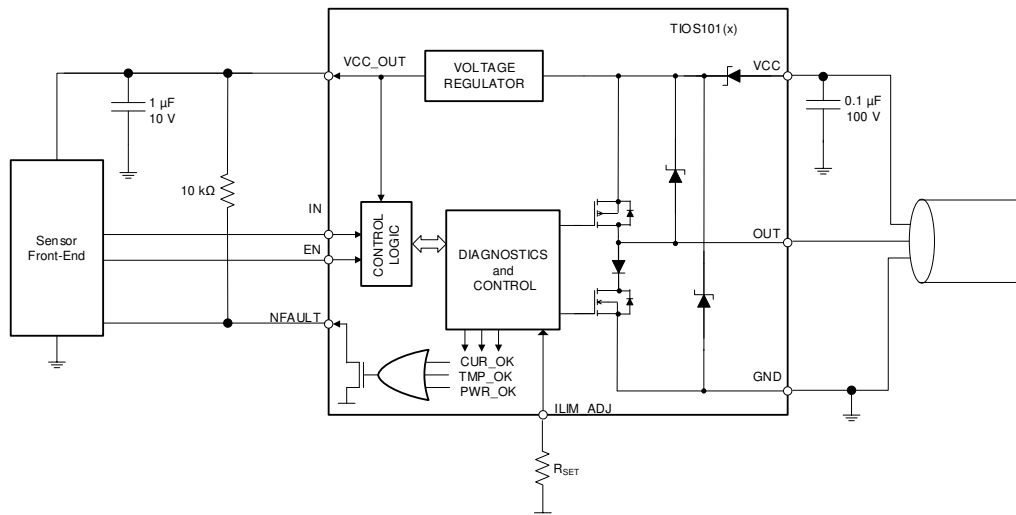 TIOS101(x)
VCC_OUT
VOLTAGE
REGULATOR
VCC
1 µF
10 V
0.1 µF
100 V
10 kΩ
IN
Sensor
Front-End
CONTROL
LOGIC
EN
DIAGNOSTICS
and
CONTROL
OUT
NFAULT
CUR_OK
TMP_OK
PWR_OK
GND
ILIM_ADJ
RSET